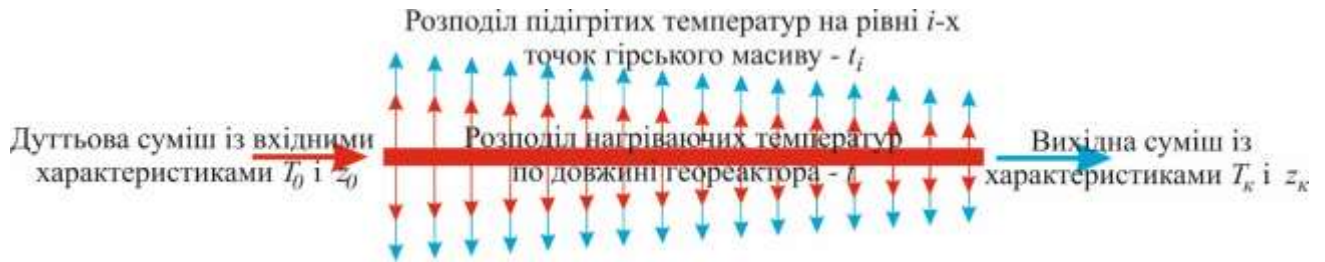 Розподіл підігрітих температур на рівні i-х
точок гірського масиву - tᵢ
Дуттьова суміш із вхідними
характеристиками T₀ і z₀
Розподіл нагріваючих температур
по довжині геореактора - t
Вихідна суміш із
характеристиками Tк і zк